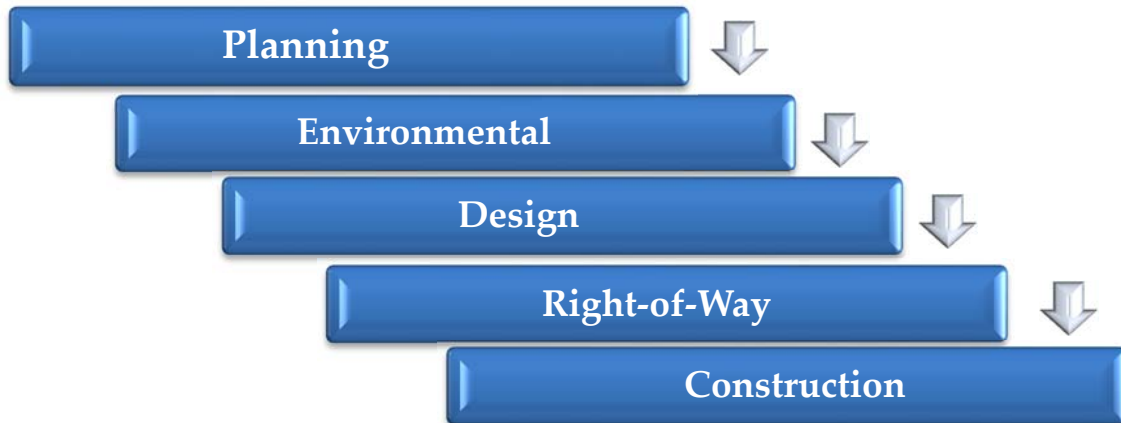 Planning
Environmental
Design
Right-of-Way
Construction